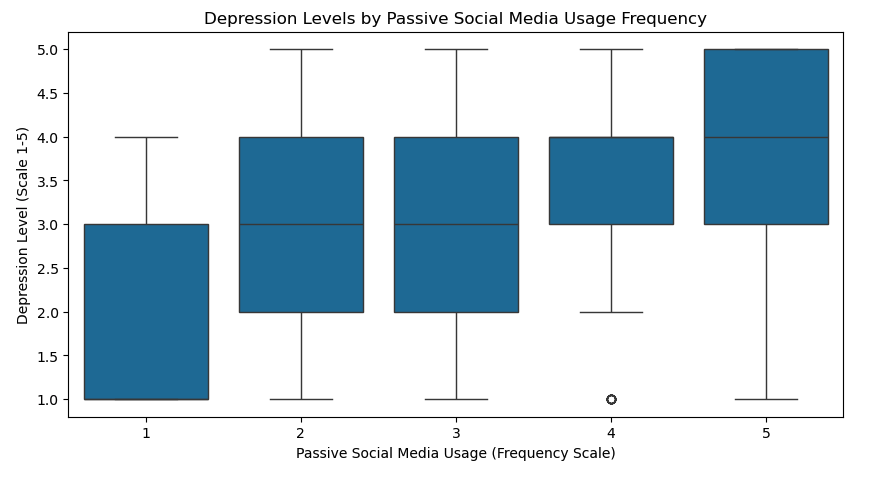 Depression Levels by Passive Social Media Usage Frequency
Depression Level (Scale 1-5)
5.0
4.5
4.0
3.5
3.0
2.5
2.0
1.5
1.0
1 2 3 4 5
Passive Social Media Usage (Frequency Scale)